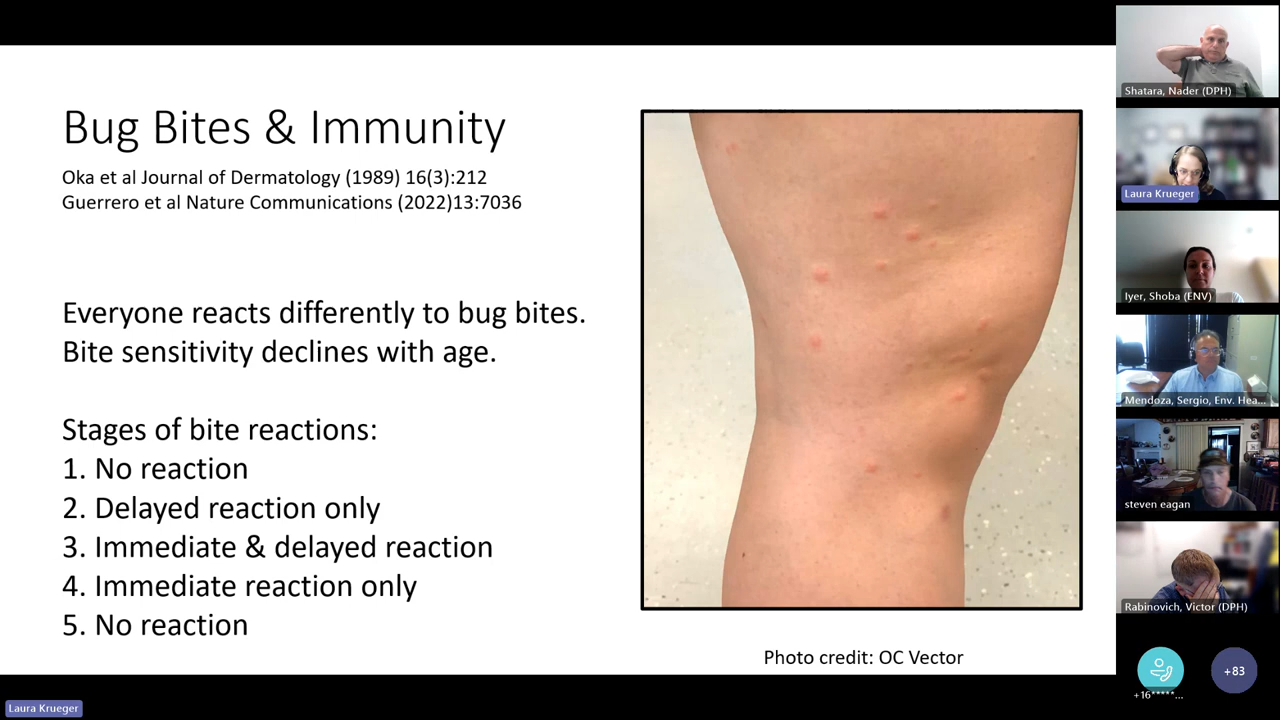 Bug Bites & Immunity
Oka et al Journal of Dermatology (1989) 16(3):212
Guerrero et al Nature Communications (2022)13:7036
Everyone reacts differently to bug bites.
Bite sensitivity declines with age.
Stages of bite reactions:
1. No reaction
2. Delayed reaction only
3. Immediate & delayed reaction
4. Immediate reaction only
5. No reaction
Photo credit: OC Vector
Laura Krueger
Shatara, Nader (DPH)
Laura Krueger
Iyer, Shoba (ENV)
Mendoza, Sergio, Env. Hea...
steven eagan
Rabinovich, Victor (DPH)
+16*****...
+83